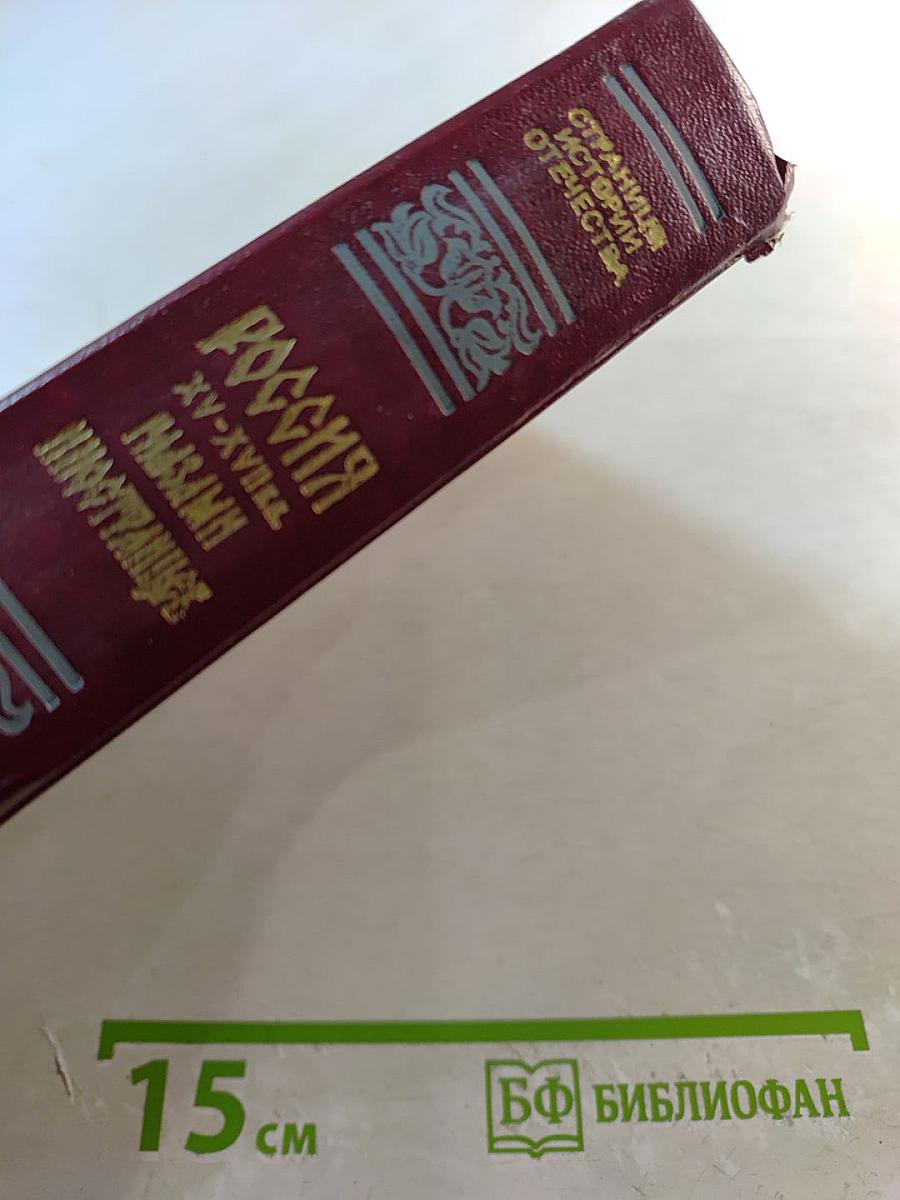 СТРАНИЦЫ
ИСТОРИИ
ОТЕЧЕСТВА
РОССИЯ
XV-XVII ВВ.
ГЛАЗАМИ
ИНОСТРАНЦЕВ
15 см
БФ БИБЛИОФАН